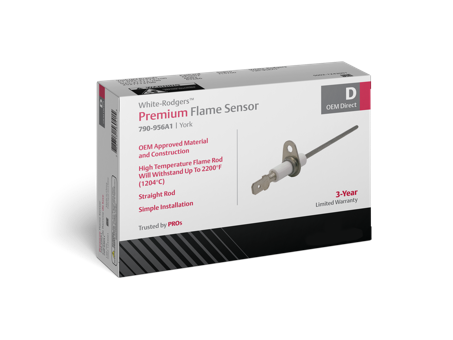 White-Rodgers™
Premium Flame Sensor
790-956A1 | York
D
OEM Direct
OEM Approved Material
and Construction
High Temperature Flame Rod
Will Withstand Up To 2200°F
(1204°C)
Straight Rod
Simple Installation
Trusted by PROs
3-Year
Limited Warranty